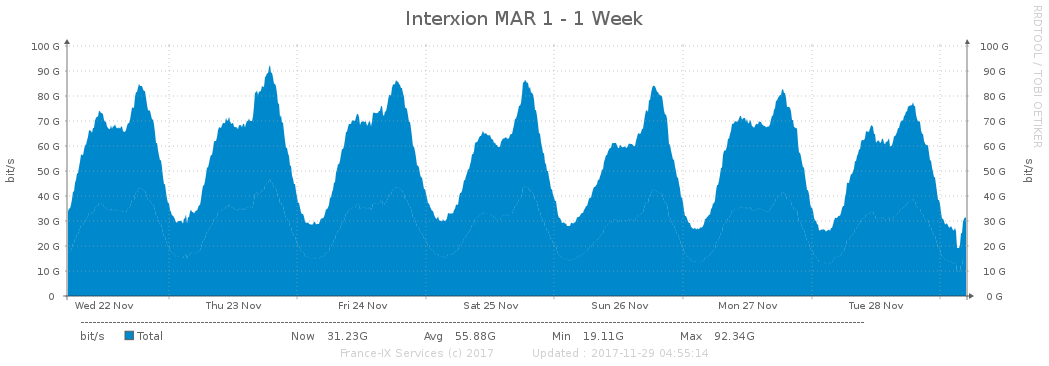 Interxion MAR 1 - 1 Week
RRDTOOL / TOBI OETIKER
100 G 100 G
90 G 90 G
80 G 80 G
70 G 70 G
60 G 60 G
bit/s bit/s
50 G 50 G
40 G 40 G
30 G 30 G
20 G 20 G
10 G 10 G
0 0 G
Wed 22 Nov Thu 23 Nov Fri 24 Nov Sat 25 Nov Sun 26 Nov Mon 27 Nov Tue 28 Nov
bit/s Total Now 31.23G Avg 55.88G Min 19.11G Max 92.34G
France-IX Services (c) 2017 Updated : 2017-11-29 04:55:14